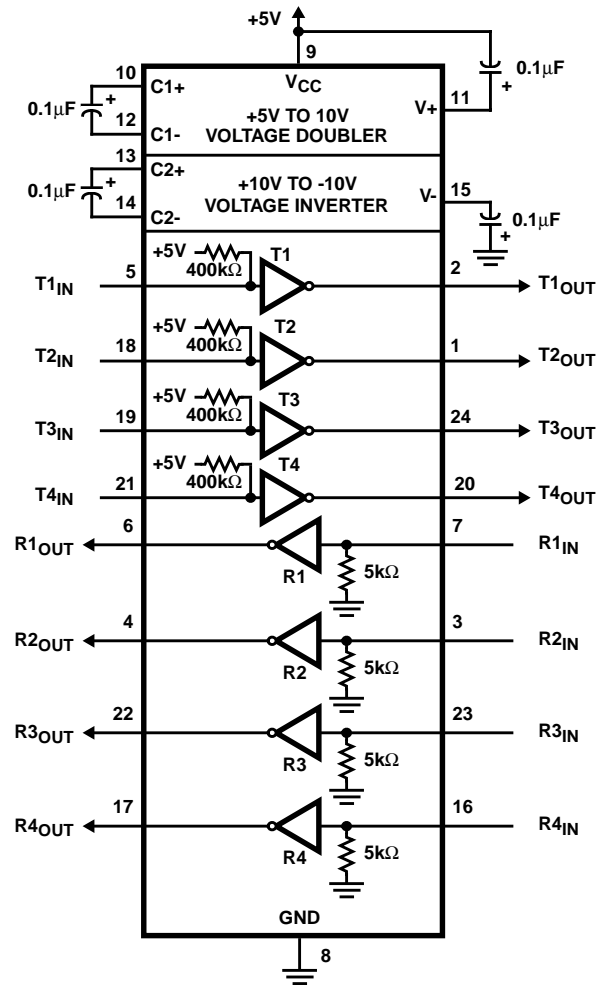 +5V
9
10
C1+
VCC
0.1µF
+
0.1µF
+
+5V TO 10V
VOLTAGE DOUBLER
V+
11
12
C1-
13
C2+
0.1µF
+
+10V TO -10V
VOLTAGE INVERTER
V-
15
14
C2-
0.1µF
+
+5V
400kΩ
T1
T1IN
5
2
T1OUT
+5V
400kΩ
T2
T2IN
18
1
T2OUT
+5V
400kΩ
T3
T3IN
19
24
T3OUT
+5V
400kΩ
T4
T4IN
21
20
T4OUT
R1OUT
6
7
R1IN
R1
5kΩ
R2OUT
4
3
R2IN
R2
5kΩ
R3OUT
22
23
R3IN
R3
5kΩ
R4OUT
17
16
R4IN
R4
5kΩ
GND
8